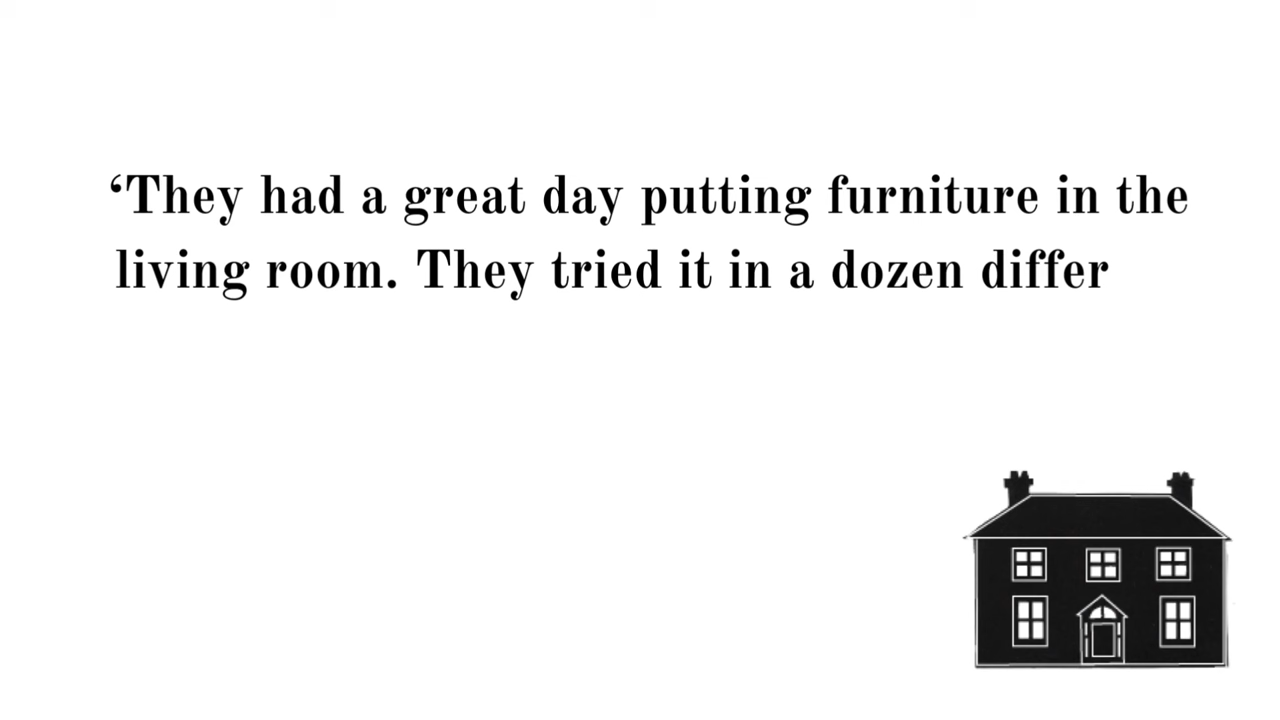 ‘They had a great day putting furniture in the
living room. They tried it in a dozen differ